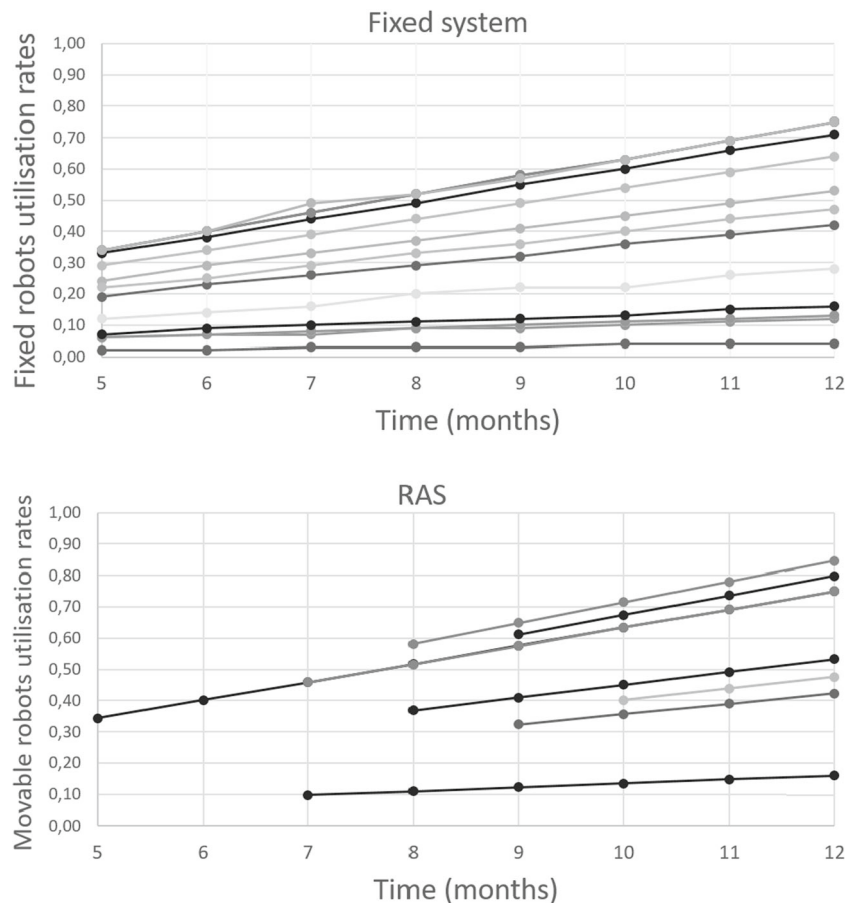 Fixed system
Fixed robots utilisation rates
1,00
0,90
0,80
0,70
0,60
0,50
0,40
0,30
0,20
0,10
0,00
5 6 7 8 9 10 11 12
Time (months)
RAS
Movable robots utilisation rates
1,00
0,90
0,80
0,70
0,60
0,50
0,40
0,30
0,20
0,10
0,00
5 6 7 8 9 10 11 12
Time (months)